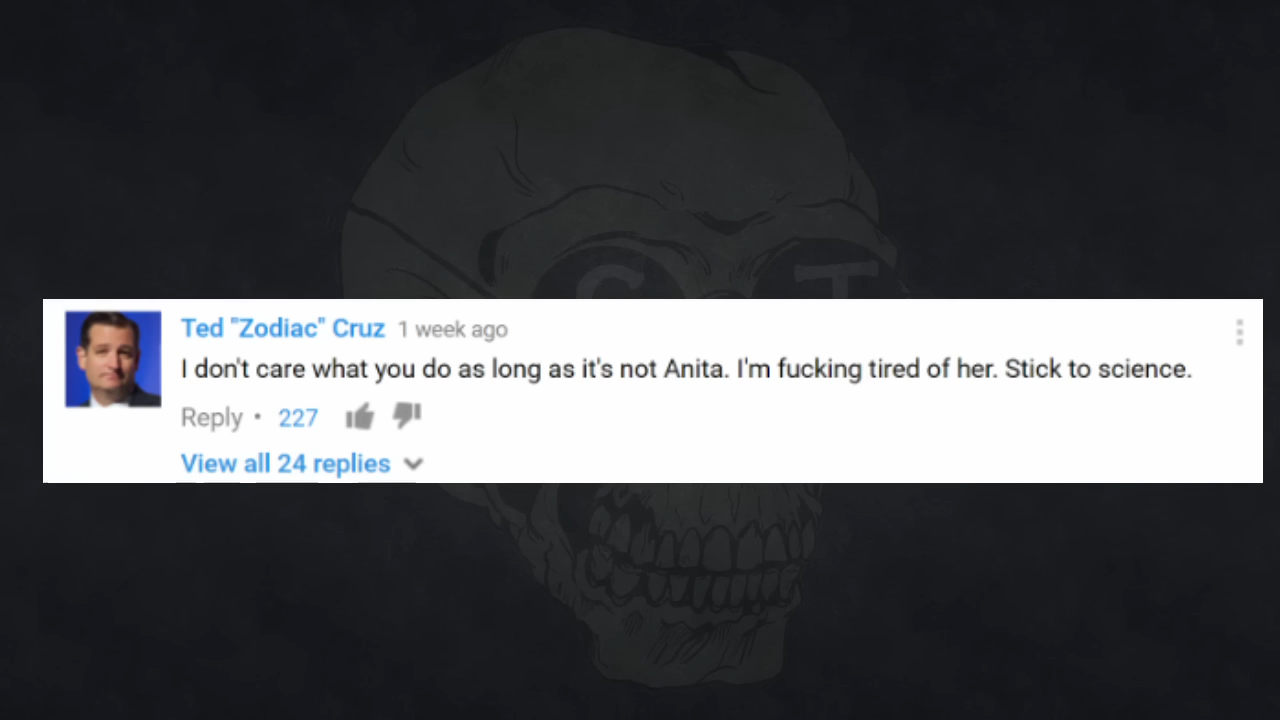 C T
Ted "Zodiac" Cruz 1 week ago
I don't care what you do as long as it's not Anita. I'm fucking tired of her. Stick to science.
Reply • 227
View all 24 replies